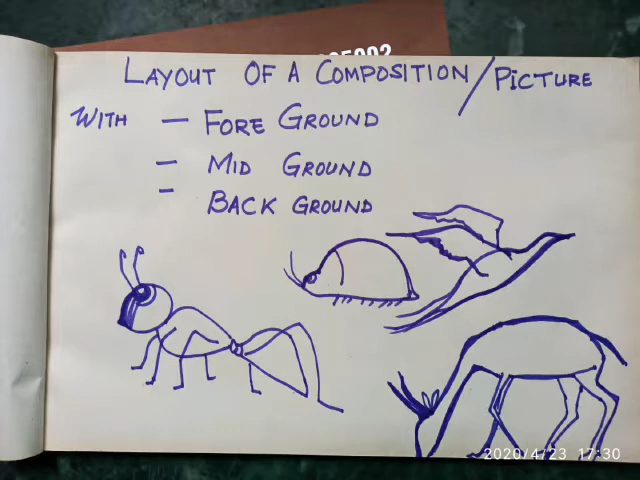 LAYOUT OF A COMPOSITION/PICTURE
WITH — FORE GROUND
— MID GROUND
— BACK GROUND
2020/4/23 17:30